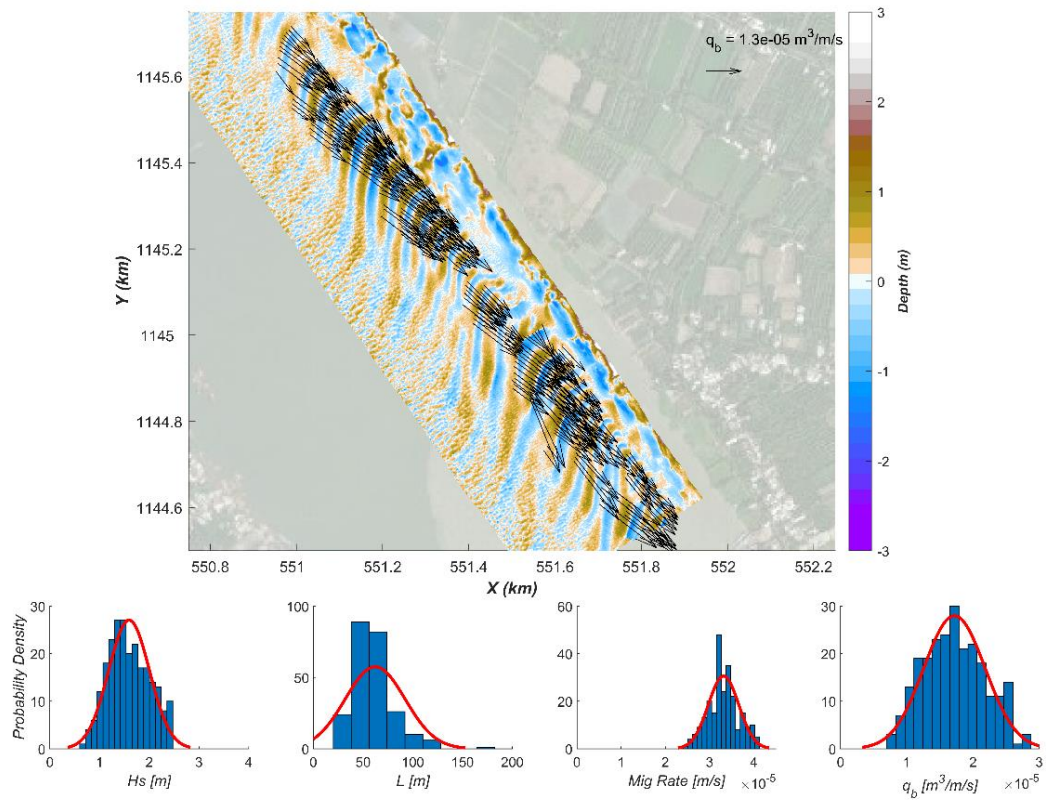 q_b = 1.3e-05 m^3/m/s
1145.6
1145.4
1145.2
1145
1144.8
1144.6
Y (km)
550.8 551 551.2 551.4 551.6 551.8 552 552.2
X (km)
3
2
1
0
-1
-2
-3
Depth (m)
Probability Density
30
20
10
0
0 1 2 3 4
Hs [m]
100
50
0
0 50 100 150 200
L [m]
60
40
20
0
0 1 2 3 4 5
×10^-5
Mig Rate [m/s]
30
20
10
0
0 1 2 3
×10^-5
q_b [m^3/m/s]